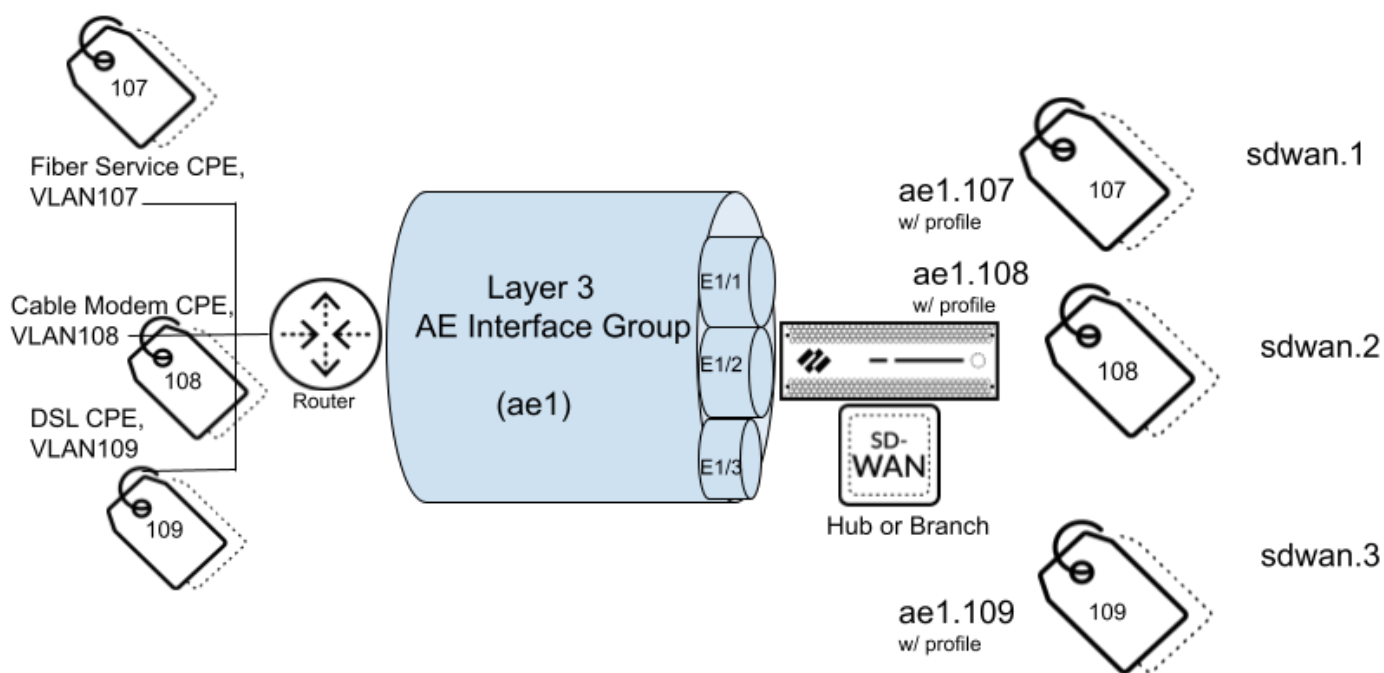 107
Fiber Service CPE,
VLAN107
Cable Modem CPE,
VLAN108
108
DSL CPE,
VLAN109
109
Router
Layer 3
AE Interface Group
(ae1)
E1/1
E1/2
E1/3
SD-
WAN
Hub or Branch
ae1.107
w/ profile
107
sdwan.1
ae1.108
w/ profile
108
sdwan.2
ae1.109
w/ profile
109
sdwan.3